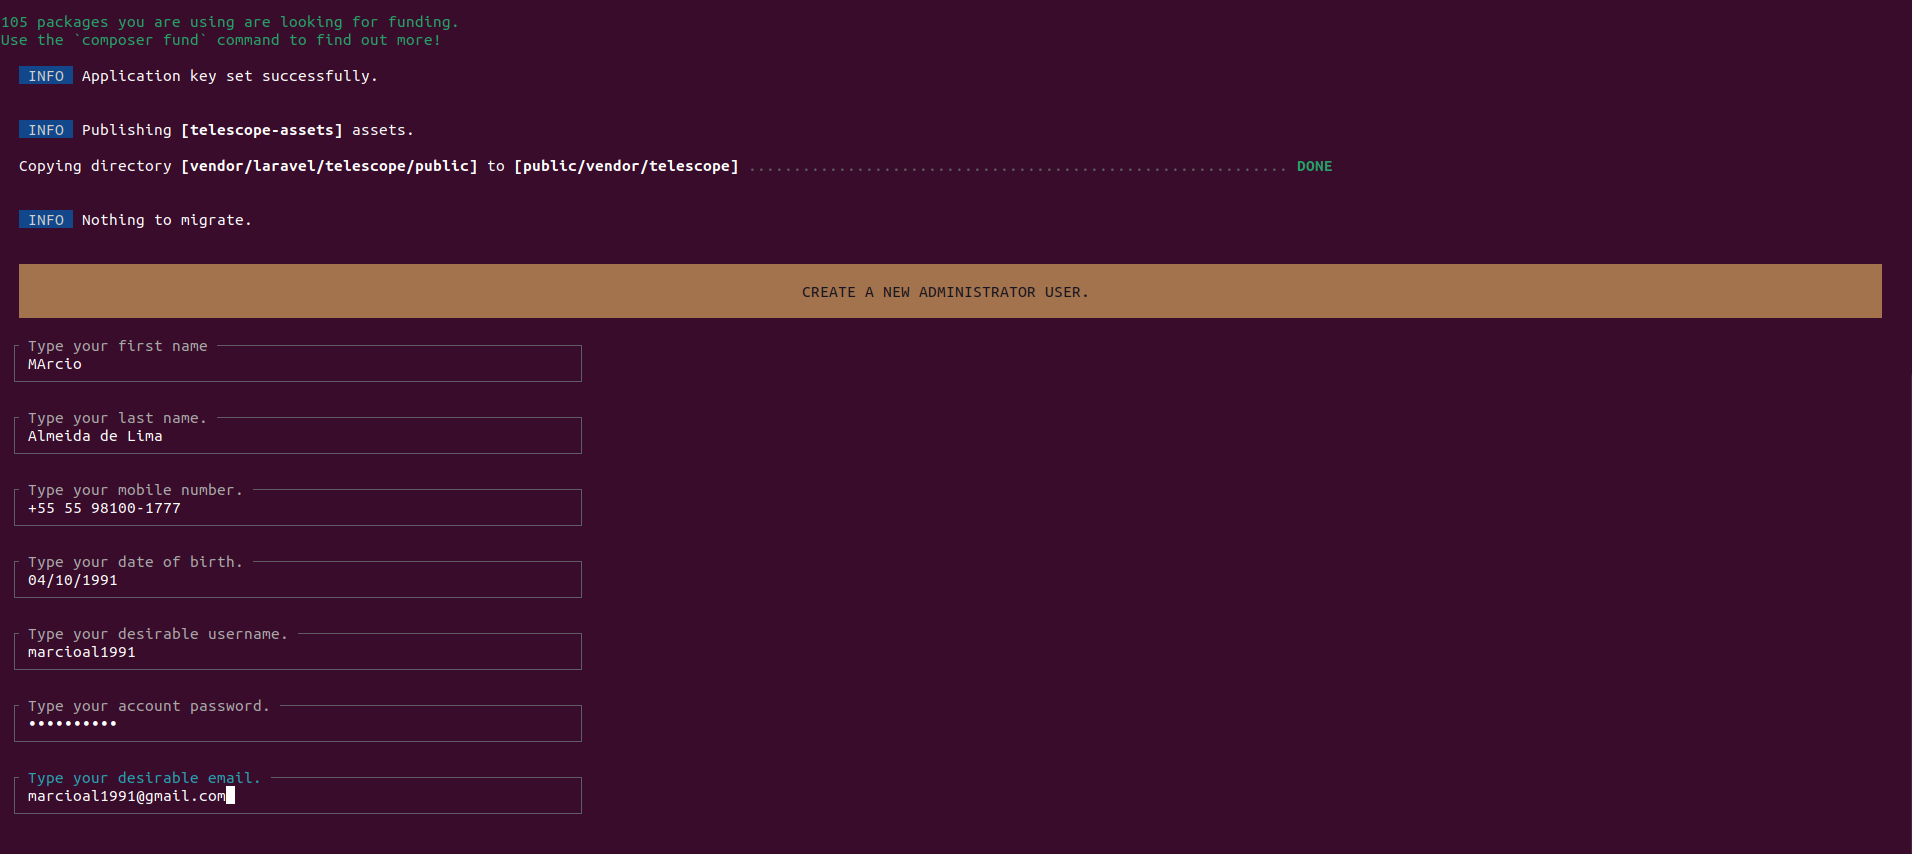 105 packages you are using are looking for funding.
Use the `composer fund` command to find out more!
INFO Application key set successfully.
INFO Publishing [telescope-assets] assets.
Copying directory [vendor/laravel/telescope/public] to [public/vendor/telescope] ............................................................ DONE
INFO Nothing to migrate.
CREATE A NEW ADMINISTRATOR USER.
Type your first name
MArcio
Type your last name.
Almeida de Lima
Type your mobile number.
+55 55 98100-1777
Type your date of birth.
04/10/1991
Type your desirable username.
marcioal1991
Type your account password.
••••••••••
Type your desirable email.
marcioal1991@gmail.com